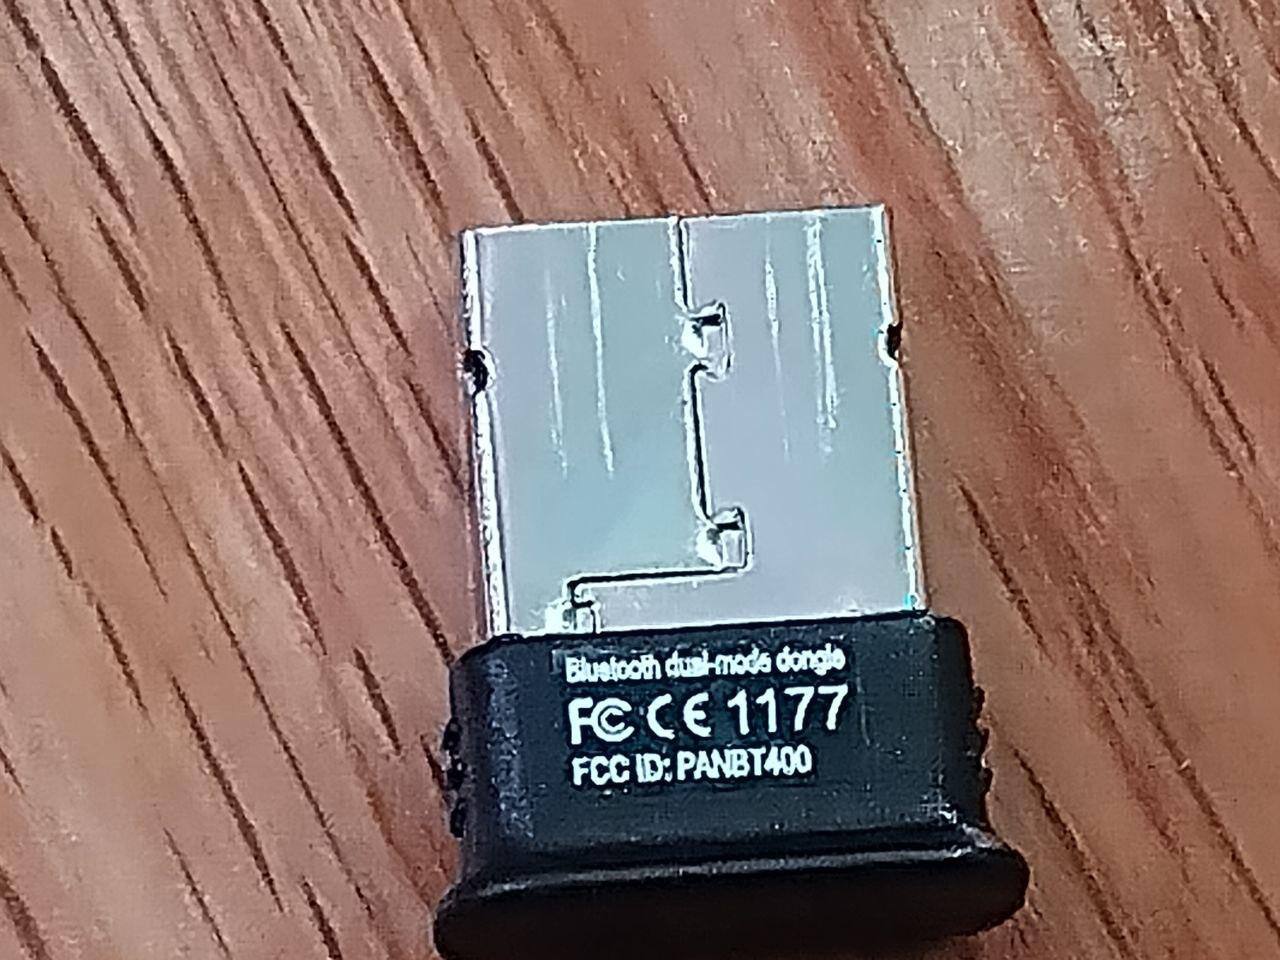 Bluetooth dual-mode dongle
FC CE 1177
FCC ID: PANBT400